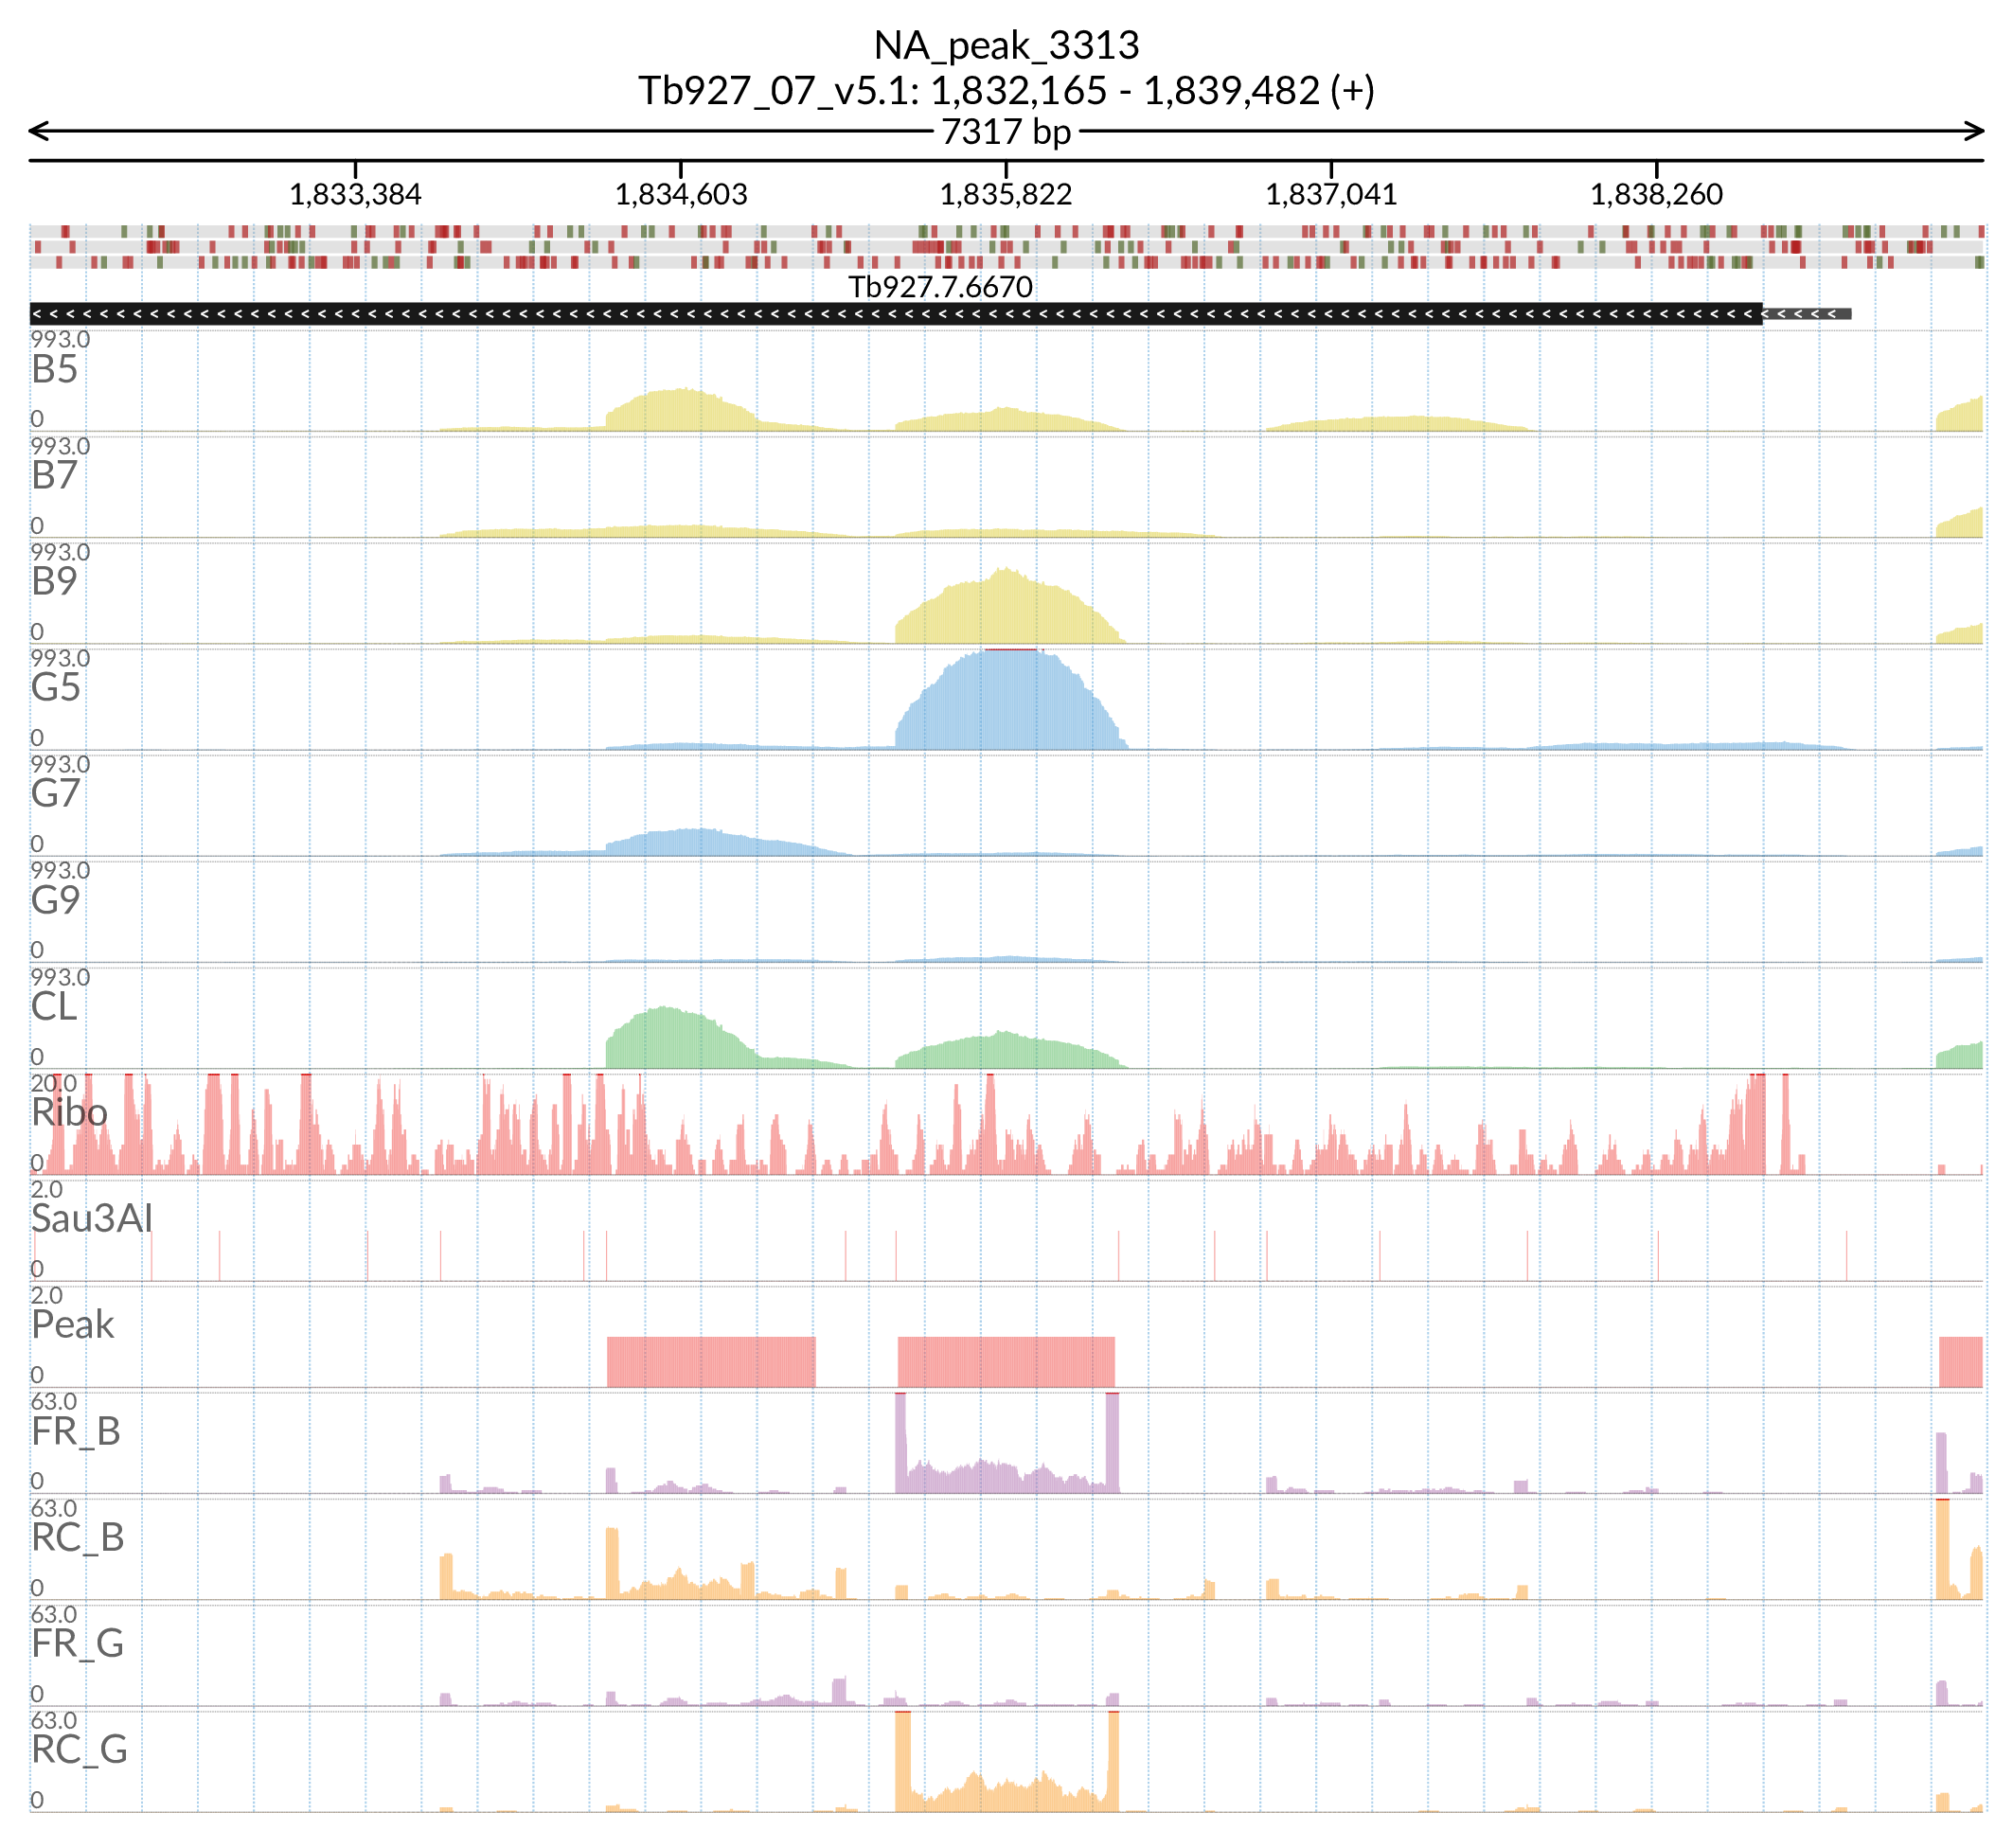 NA_peak_3313
Tb927_07_v5.1: 1,832,165 - 1,839,482 (+)
7317 bp
1,833,384 1,834,603 1,835,822 1,837,041 1,838,260
Tb927.7.6670
993.0
B5
0
993.0
B7
0
993.0
B9
0
993.0
G5
0
993.0
G7
0
993.0
G9
0
993.0
CL
0
20.0
Ribo
0
2.0
Sau3AI
0
2.0
Peak
0
63.0
FR_B
0
63.0
RC_B
0
63.0
FR_G
0
63.0
RC_G
0